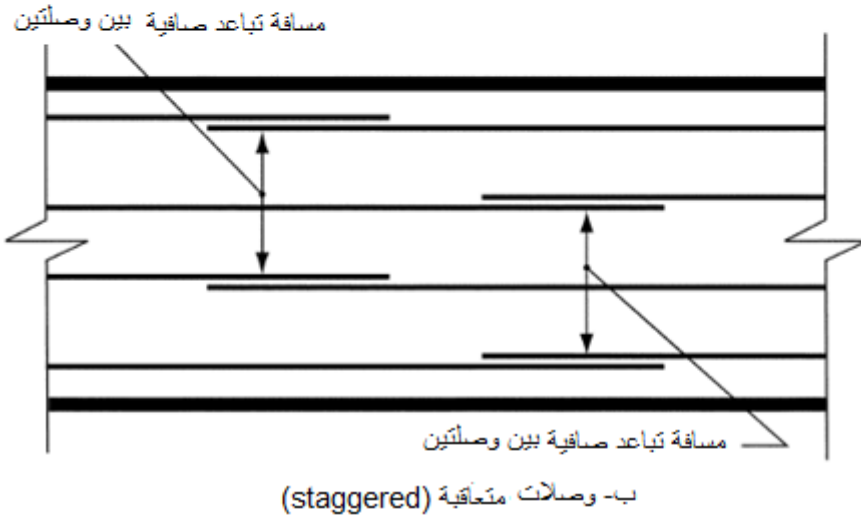 مسافة تباعد صافية بين وصلتين
مسافة تباعد صافية بين وصلتين
ب- وصلات متعاقبة (staggered)